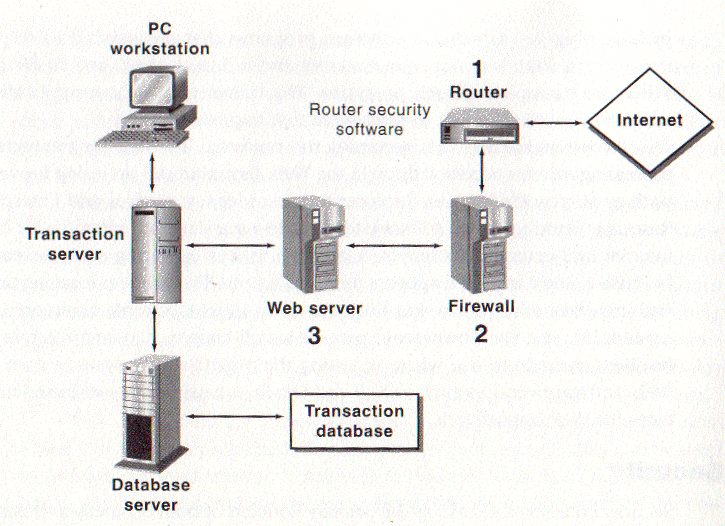 PC
workstation
1
Router
Router security
software
Internet
Transaction
server
Web server
3
Firewall
2
Transaction
database
Database
server